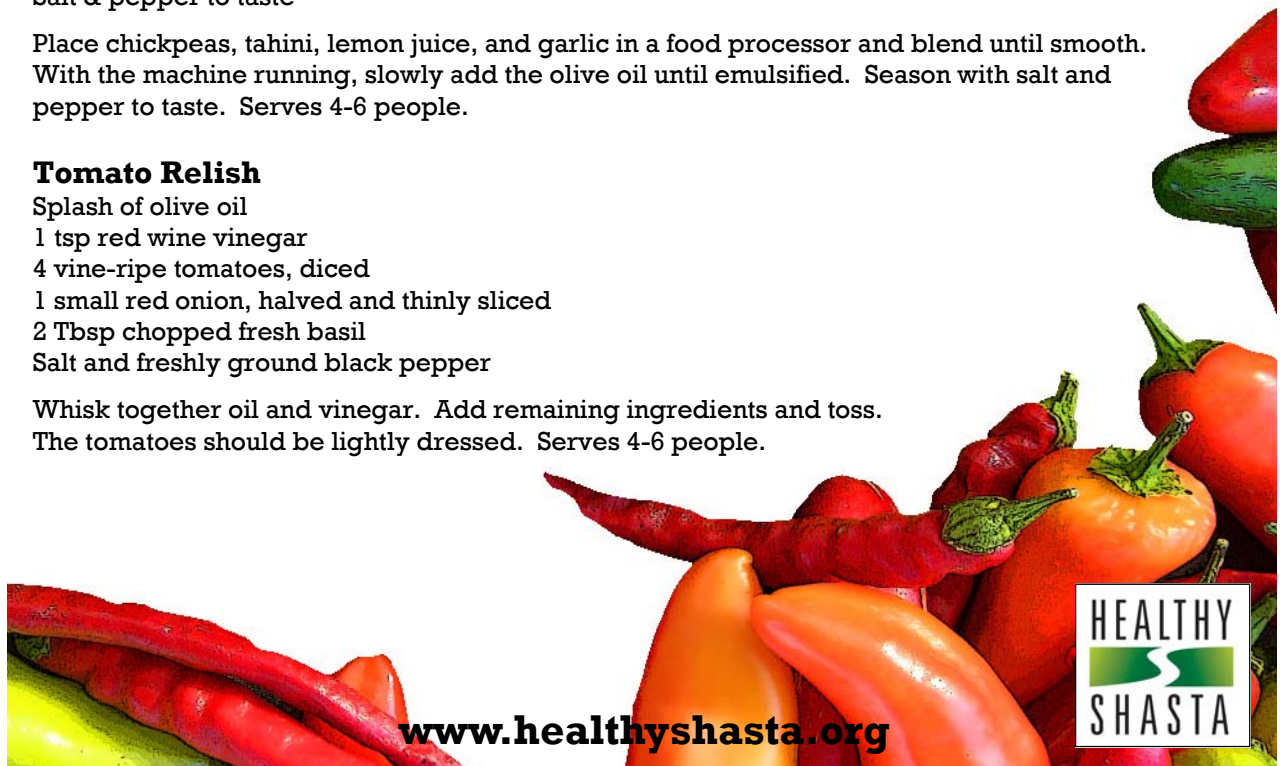 salt & pepper to taste
Place chickpeas, tahini, lemon juice, and garlic in a food processor and blend until smooth.
With the machine running, slowly add the olive oil until emulsified.  Season with salt and
pepper to taste.  Serves 4-6 people.
Tomato Relish
Splash of olive oil
1 tsp red wine vinegar
4 vine-ripe tomatoes, diced
1 small red onion, halved and thinly sliced
2 Tbsp chopped fresh basil
Salt and freshly ground black pepper
Whisk together oil and vinegar.  Add remaining ingredients and toss.
The tomatoes should be lightly dressed.  Serves 4-6 people.
HEALTHY
SHASTA
www.healthyshasta.org